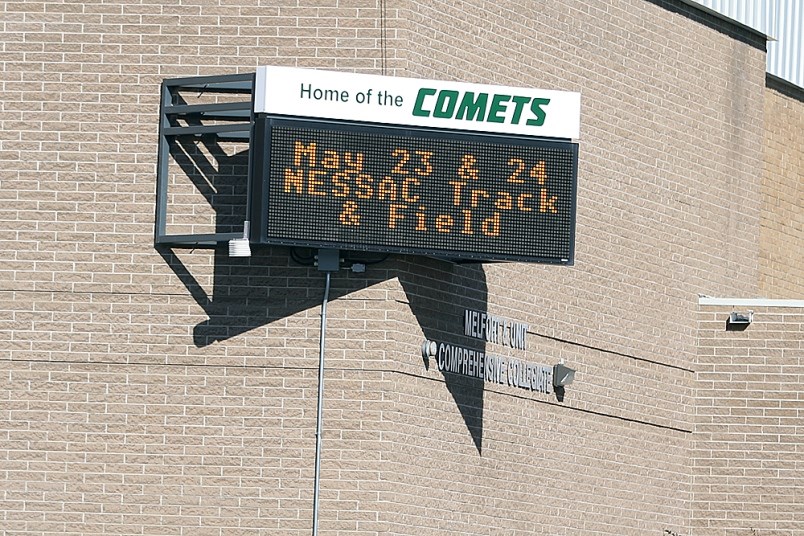 Home of the COMETS
May 23 & 24
NESSAC Track
& Field
MELFORT UNIT
COMPREHENSIVE COLLEGIATE